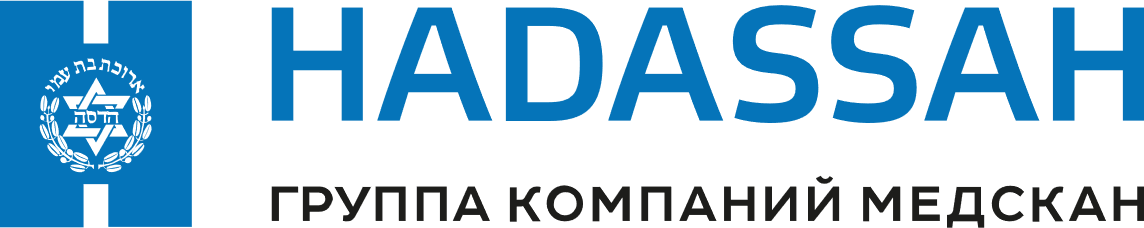 ארוכת בת עמי
הדסה
HADASSAH
ГРУППА КОМПАНИЙ МЕДСКАН